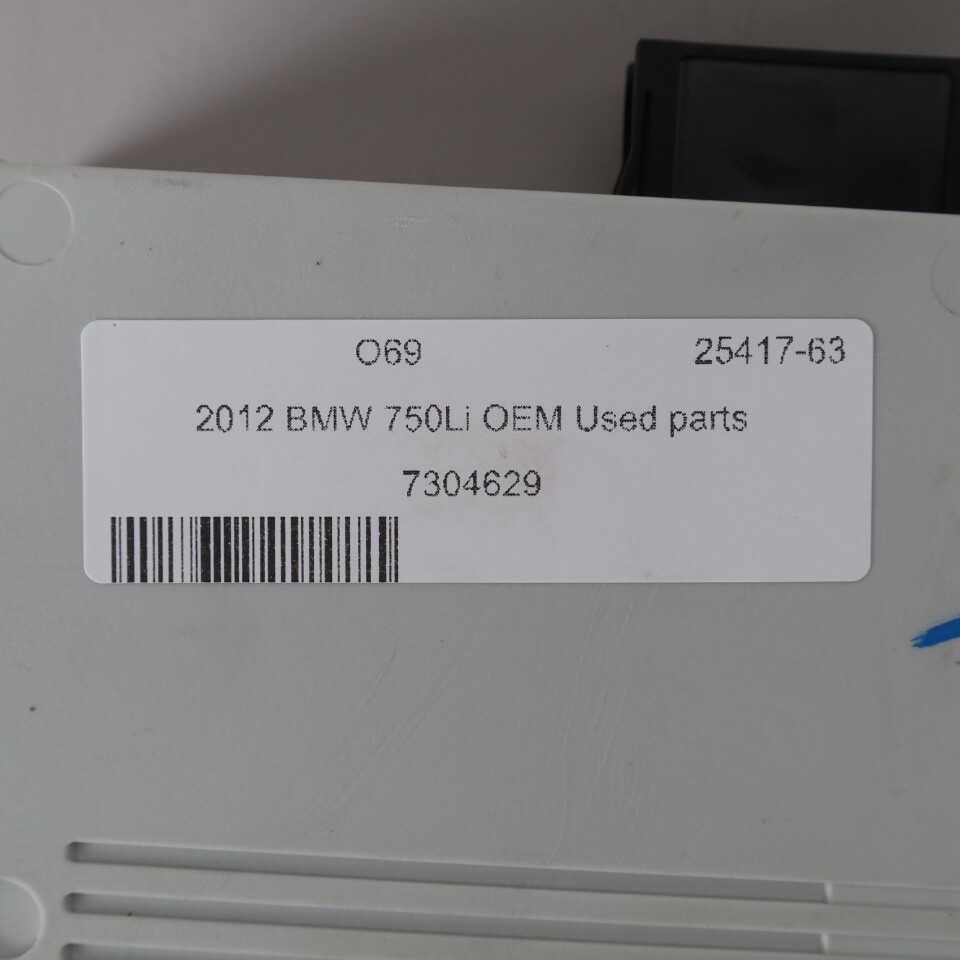 O69 25417-63
2012 BMW 750Li OEM Used parts
7304629